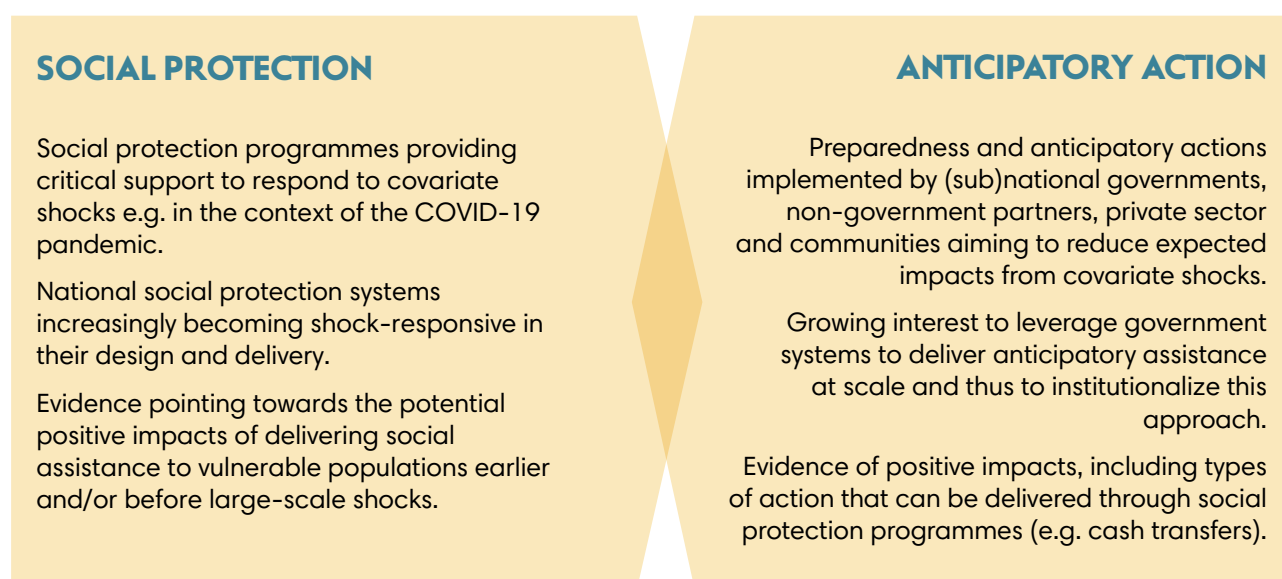 SOCIAL PROTECTION
Social protection programmes providing
critical support to respond to covariate
shocks e.g. in the context of the COVID-19
pandemic.
National social protection systems
increasingly becoming shock-responsive in
their design and delivery.
Evidence pointing towards the potential
positive impacts of delivering social
assistance to vulnerable populations earlier
and/or before large-scale shocks.
ANTICIPATORY ACTION
Preparedness and anticipatory actions
implemented by (sub)national governments,
non-government partners, private sector
and communities aiming to reduce expected
impacts from covariate shocks.
Growing interest to leverage government
systems to deliver anticipatory assistance
at scale and thus to institutionalize this
approach.
Evidence of positive impacts, including types
of action that can be delivered through social
protection programmes (e.g. cash transfers).